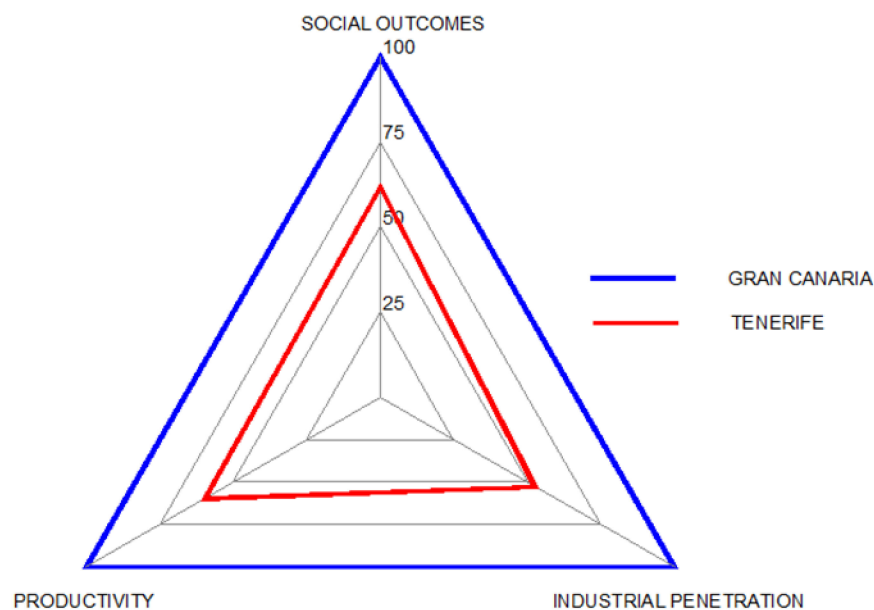 SOCIAL OUTCOMES
100
75
50
25
GRAN CANARIA
TENERIFE
PRODUCTIVITY
INDUSTRIAL PENETRATION